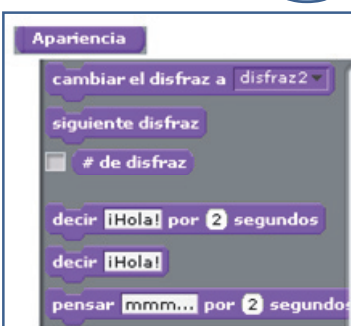 Apariencia
cambiar el disfraz a disfraz2
siguiente disfraz
# de disfraz
decir ¡Hola! por 2 segundos
decir ¡Hola!
pensar mmm... por 2 segundos